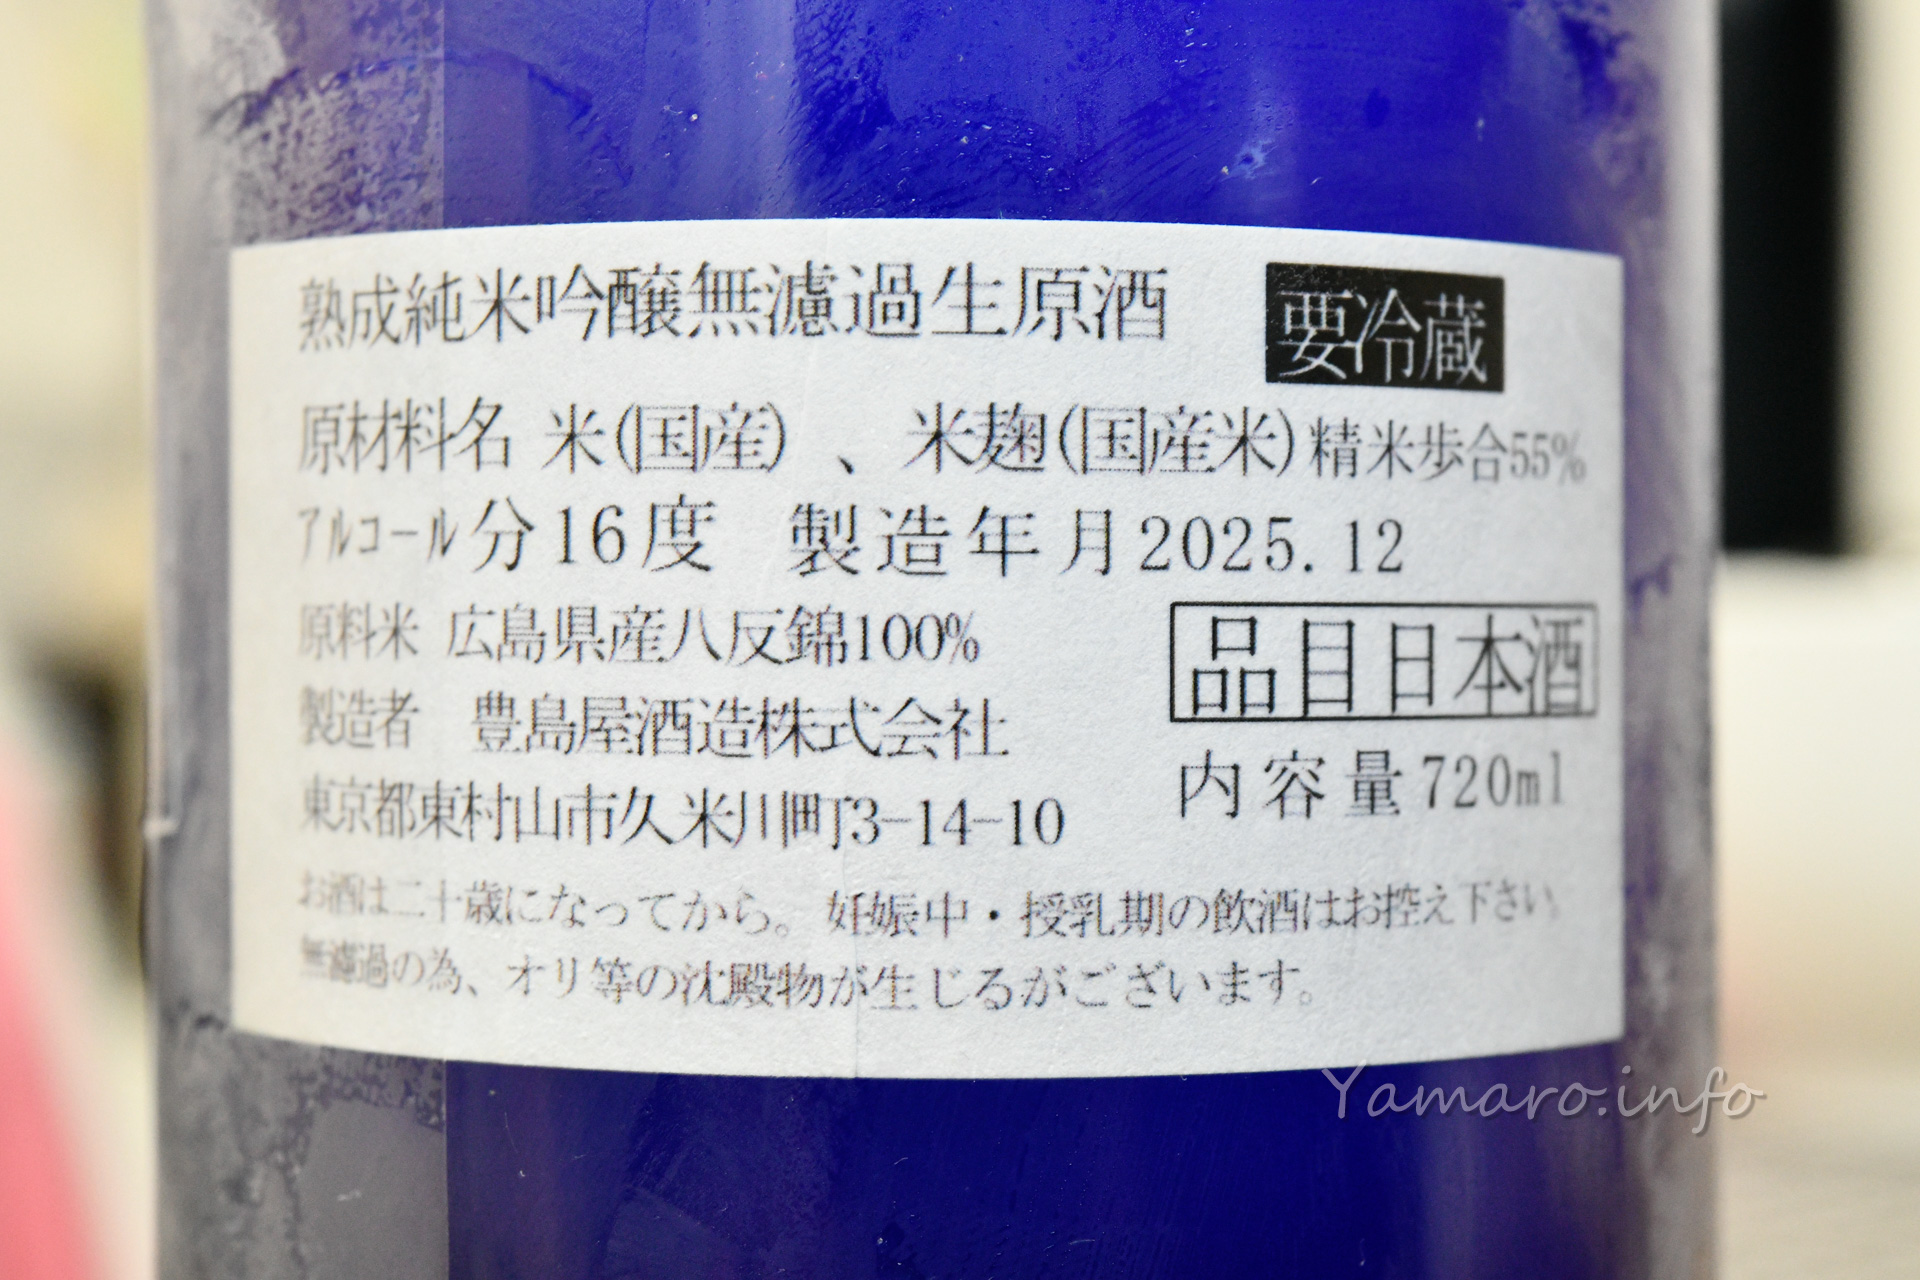 熟成純米吟醸無濾過生原酒
要冷蔵
原材料名 米(国産) 、 米麹(国産米)精米歩合55%
アルコール分16度 製造年月2025.12
原料米 広島県産八反錦100%
品目日本酒
製造者 豊島屋酒造株式会社
内容量720ml
東京都東村山市久米川町3-14-10
お酒は二十歳になってから。妊娠中・授乳期の飲酒はお控え下さい。
無濾過の為、オリ等の沈殿物が生じるがございます。
Yamaro.info